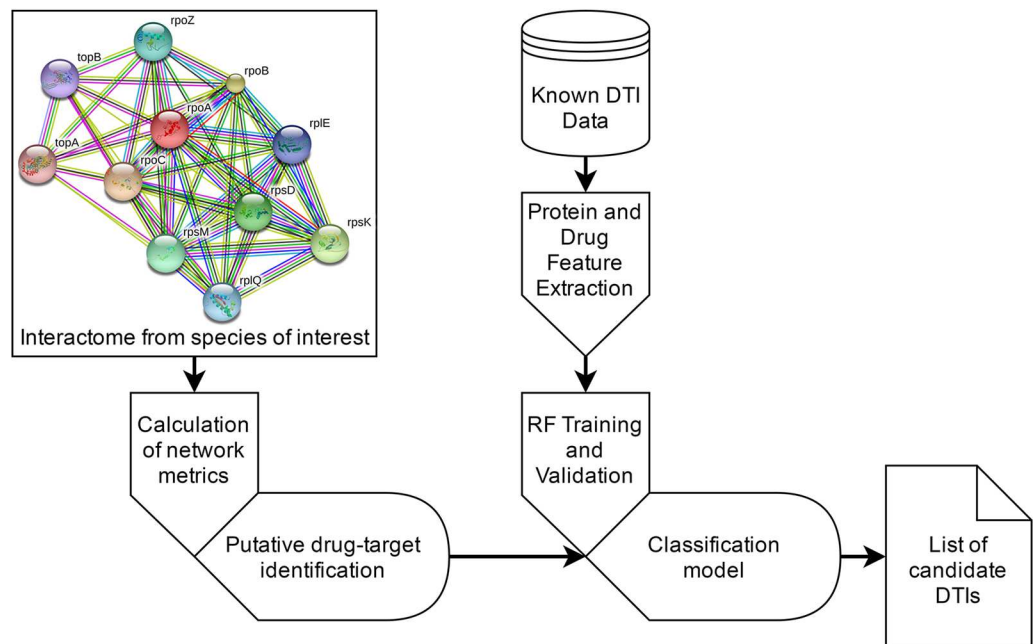 rpoZ
topB
rpoB
rpoA
rplE
topA
rpoC
rpsD
rpsK
rpsM
rplQ
Interactome from species of interest
Calculation
of network
metrics
Putative drug-target
identification
Known DTI
Data
Protein and
Drug
Feature
Extraction
RF Training
and
Validation
Classification
model
List of
candidate
DTIs